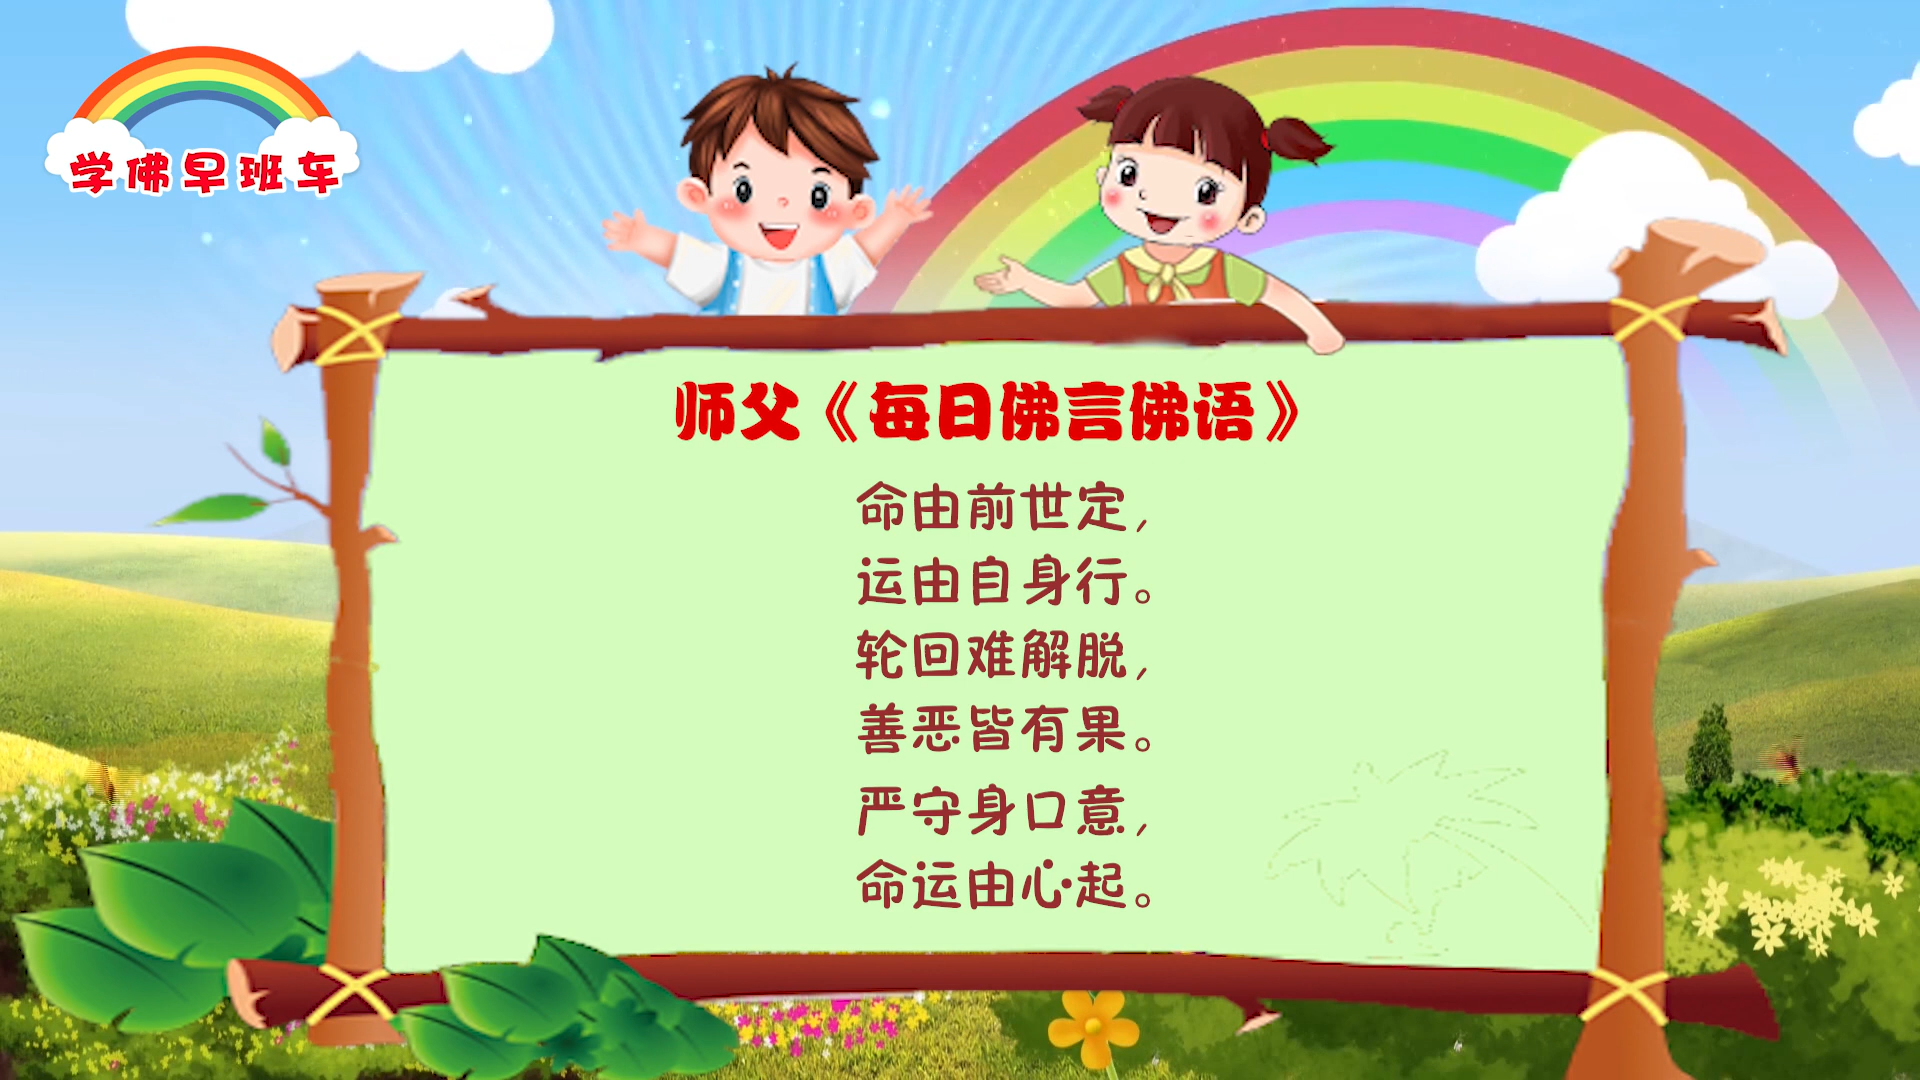 学佛早班车
师父《每日佛言佛语》
命由前世定，
运由自身行。
轮回难解脱，
善恶皆有果。
严守身口意，
命运由心起。